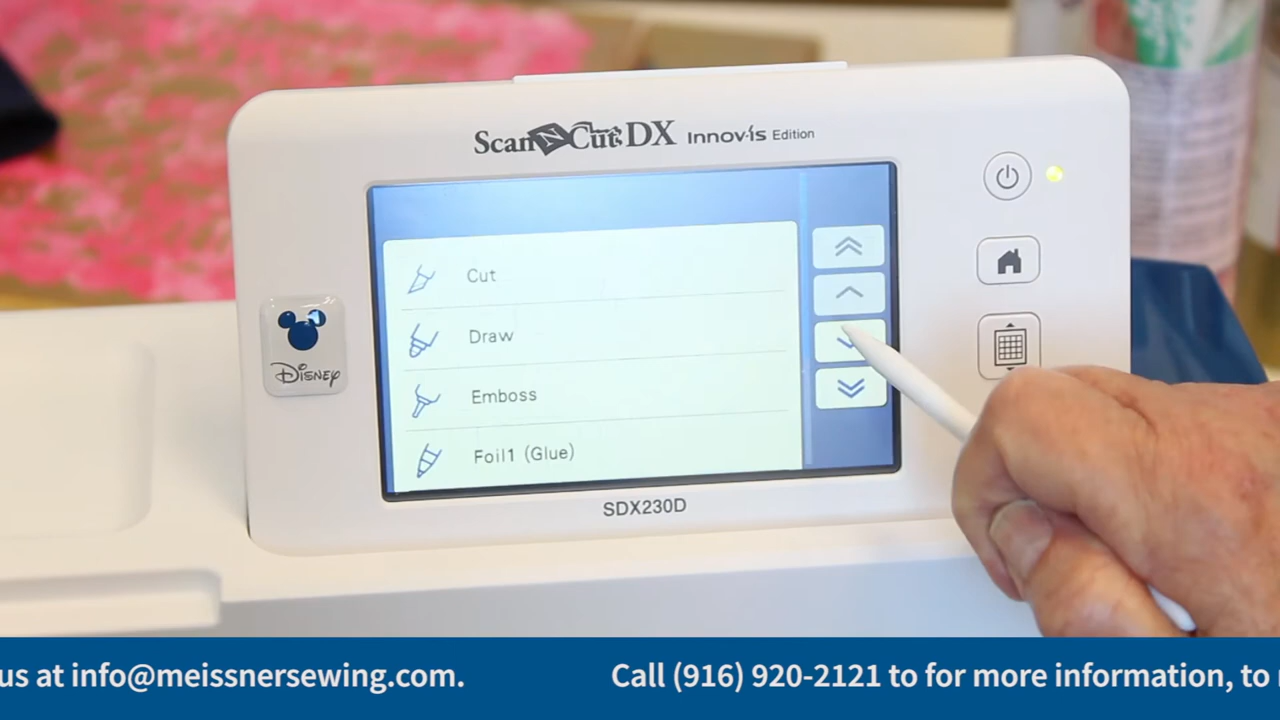 ScanNCut DX Innov-ís Edition
Cut
Draw
Emboss
Foil1 (Glue)
DISNEY
SDX230D
us at info@meissnersewing.com. Call (916) 920-2121 to for more information, to